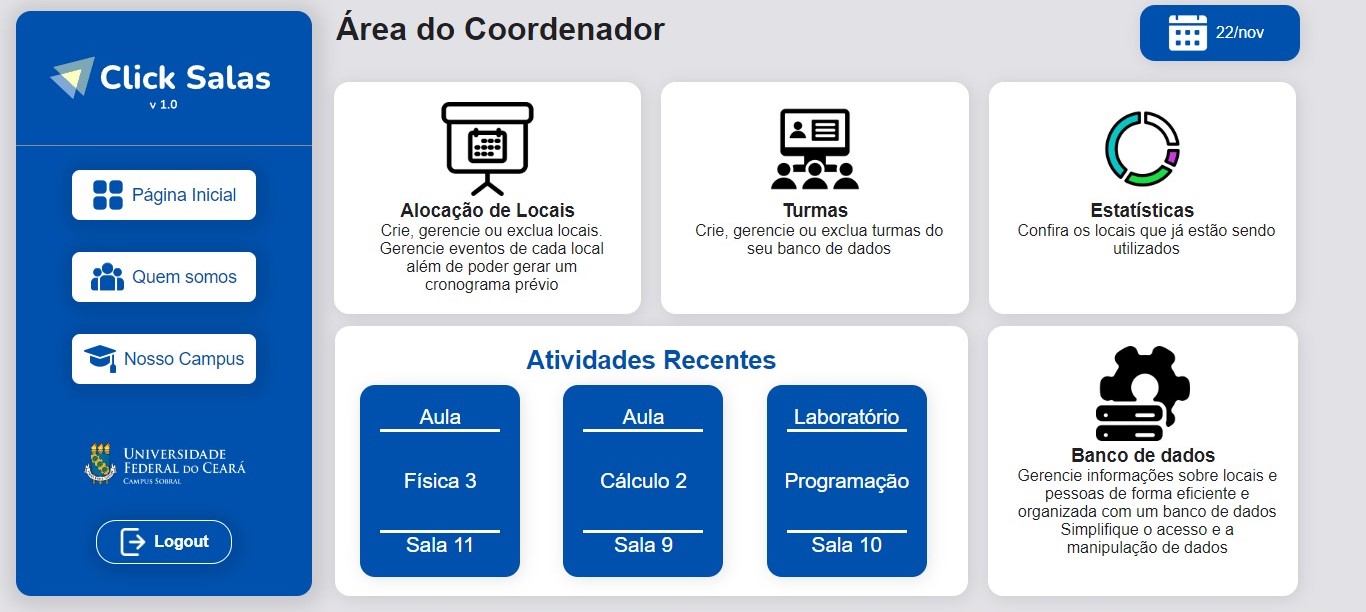 Click Salas
v 1.0
Página Inicial
Quem somos
Nosso Campus
UNIVERSIDADE
FEDERAL DO CEARÁ
CAMPUS SOBRAL
Logout
Área do Coordenador
22/nov
Alocação de Locais
Crie, gerencie ou exclua locais.
Gerencie eventos de cada local
além de poder gerar um
cronograma prévio
Turmas
Crie, gerencie ou exclua turmas do
seu banco de dados
Estatísticas
Confira os locais que já estão sendo
utilizados
Atividades Recentes
Aula
Física 3
Sala 11
Aula
Cálculo 2
Sala 9
Laboratório
Programação
Sala 10
Banco de dados
Gerencie informações sobre locais e
pessoas de forma eficiente e
organizada com um banco de dados
Simplifique o acesso e a
manipulação de dados